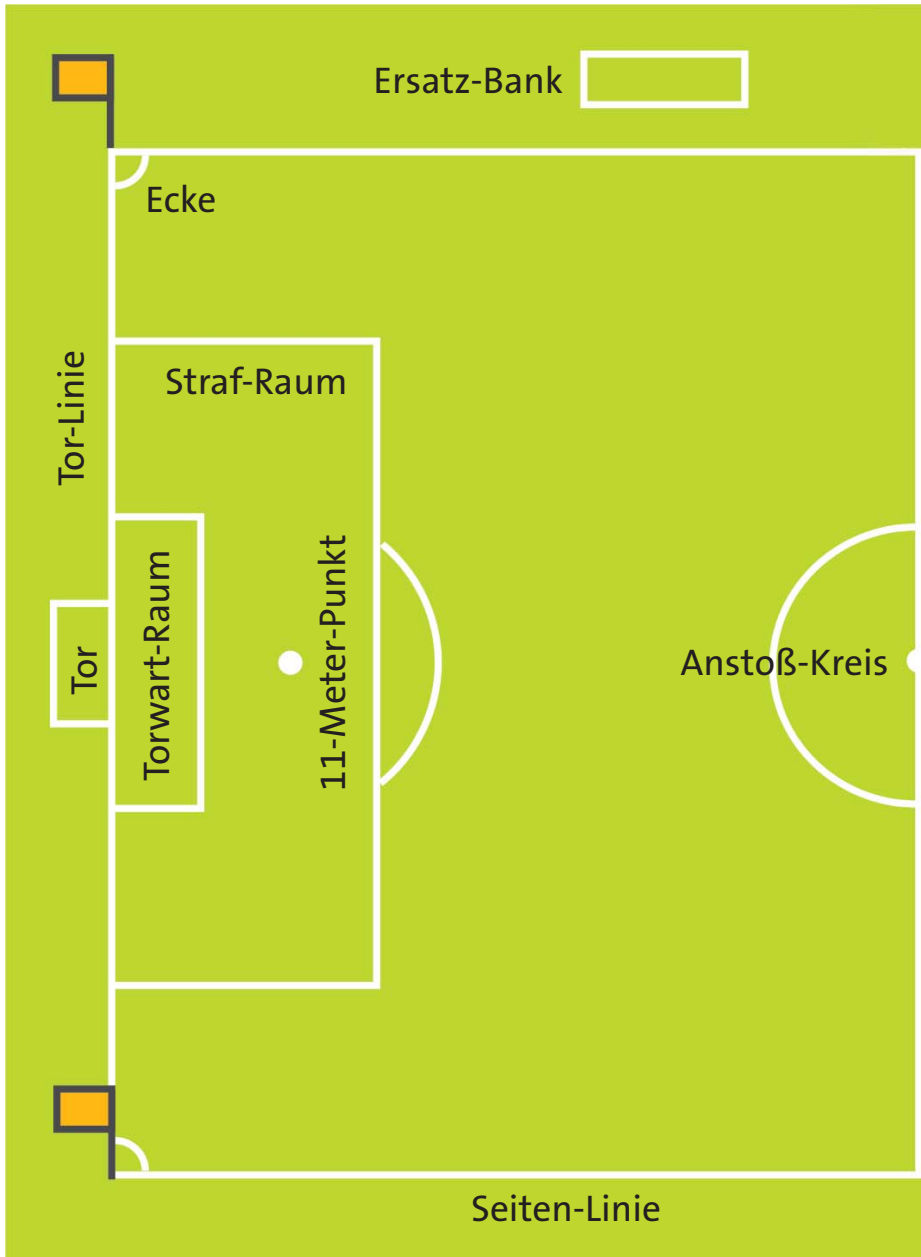 Ersatz-Bank
Ecke
Tor-Linie
Straf-Raum
Tor
Torwart-Raum
11-Meter-Punkt
Anstoß-Kreis
Seiten-Linie